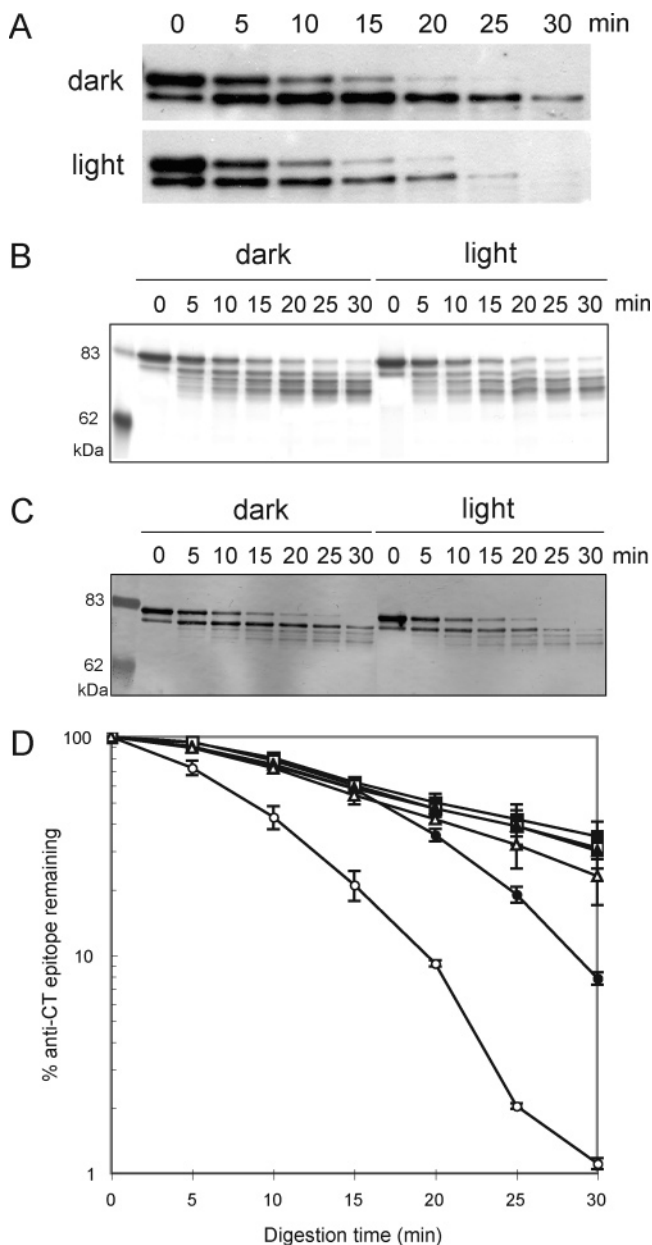 A
0 5 10 15 20 25 30 min
dark
light
B
dark light
0 5 10 15 20 25 30 0 5 10 15 20 25 30 min
83
62
kDa
C
dark light
0 5 10 15 20 25 30 0 5 10 15 20 25 30 min
83
62
kDa
D
% anti-CT epitope remaining
100
10
1
0 5 10 15 20 25 30
Digestion time (min)